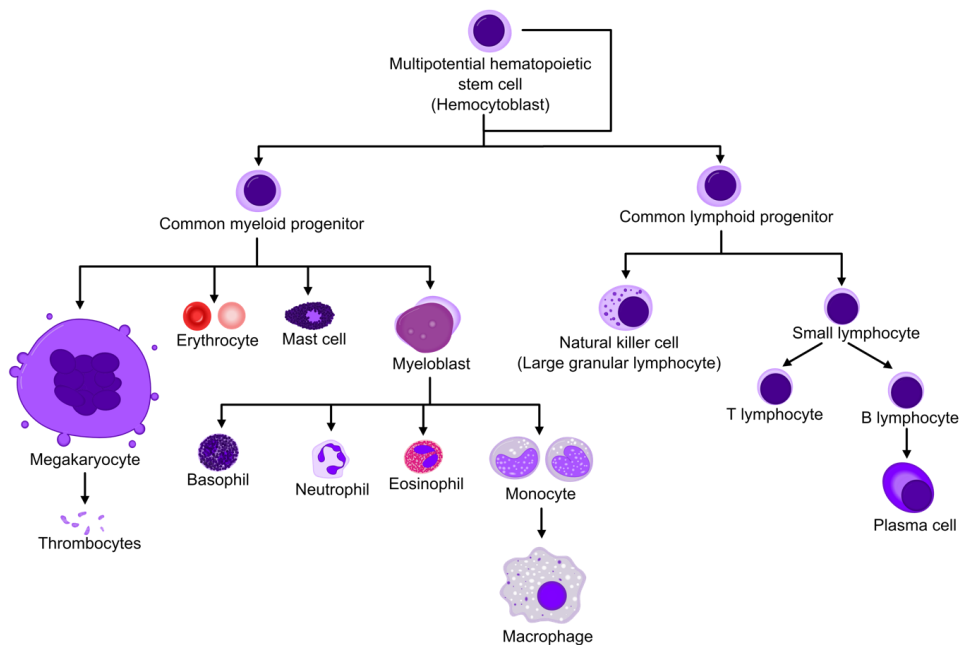 Multipotential hematopoietic
stem cell
(Hemocytoblast)
Common myeloid progenitor
Common lymphoid progenitor
Erythrocyte
Mast cell
Myeloblast
Natural killer cell
(Large granular lymphocyte)
Small lymphocyte
T lymphocyte
B lymphocyte
Megakaryocyte
Basophil
Neutrophil
Eosinophil
Monocyte
Plasma cell
Thrombocytes
Macrophage